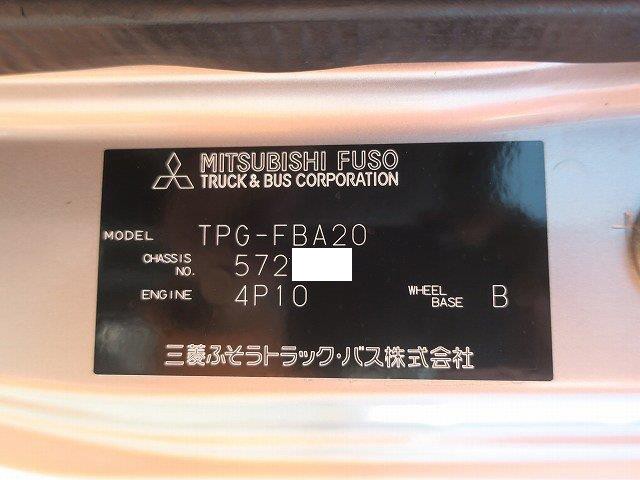 MITSUBISHI FUSO
TRUCK & BUS CORPORATION
MODEL TPG-FBA20
CHASSIS NO. 572
ENGINE 4P10 WHEEL BASE B
三菱ふそうトラック・バス株式会社